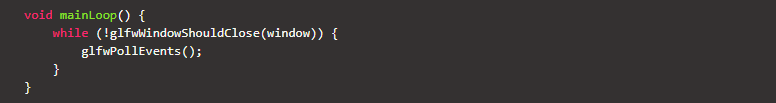 void mainLoop() {
    while (!glfwWindowShouldClose(window)) {
        glfwPollEvents();
    }
}